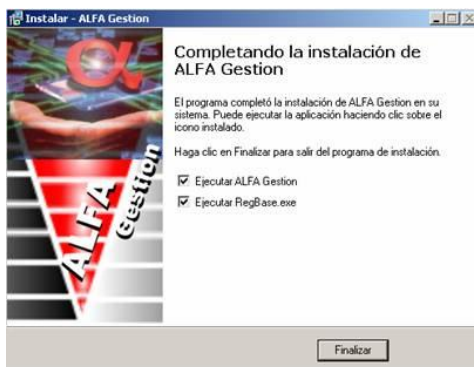 Instalar - ALFA Gestion
Completando la instalación de
ALFA Gestion
El programa completó la instalación de ALFA Gestion en su
sistema. Puede ejecutar la aplicación haciendo clic sobre el
icono instalado.
Haga clic en Finalizar para salir del programa de instalación.
Ejecutar ALFA Gestion
Ejecutar RegBase.exe
α
ALFA
Gestion
Finalizar